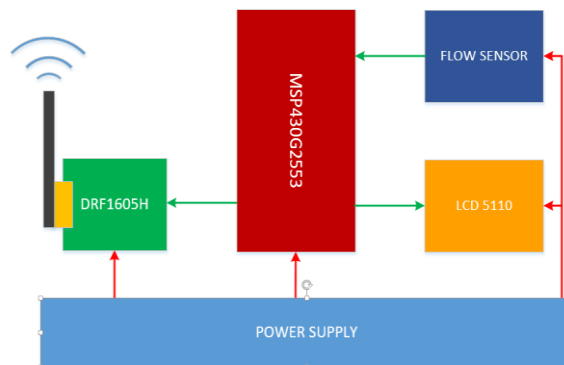 FLOW SENSOR
MSP430G2553
DRF1605H
LCD 5110
POWER SUPPLY